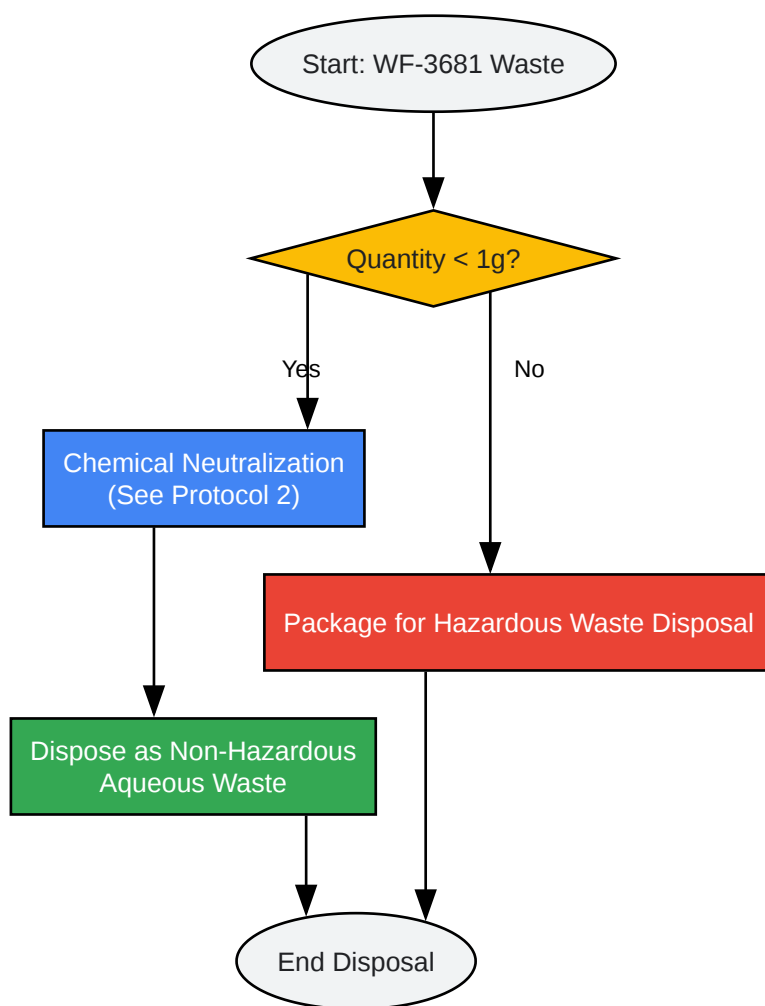 Start: WF-3681 Waste
Quantity < 1g?
Yes
No
Chemical Neutralization
(See Protocol 2)
Package for Hazardous Waste Disposal
Dispose as Non-Hazardous
Aqueous Waste
End Disposal